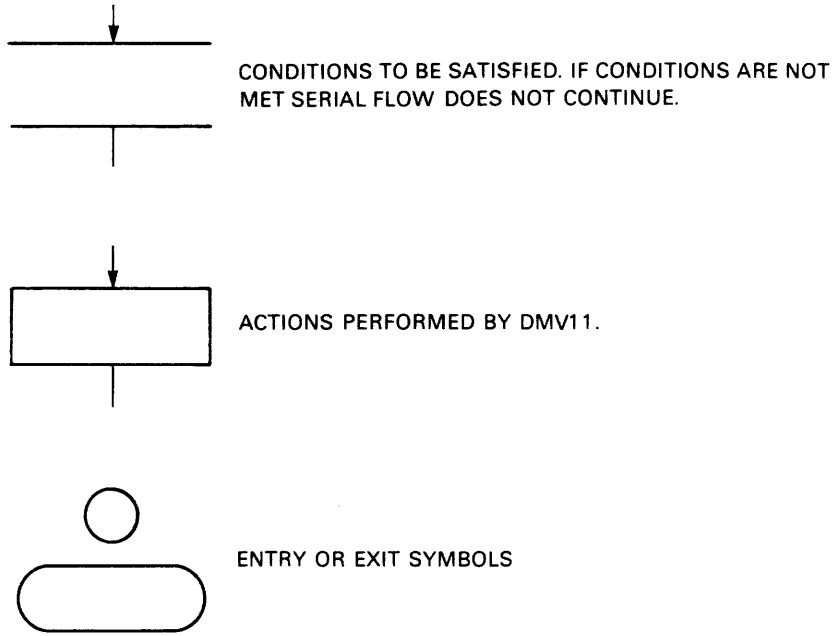 CONDITIONS TO BE SATISFIED. IF CONDITIONS ARE NOT
MET SERIAL FLOW DOES NOT CONTINUE.
ACTIONS PERFORMED BY DMV11.
ENTRY OR EXIT SYMBOLS